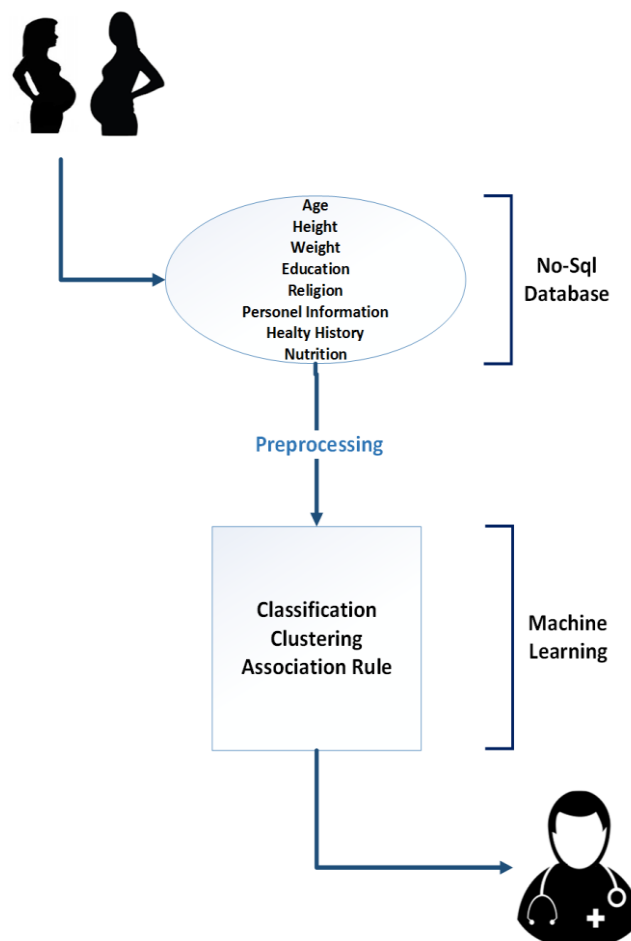 Age
Height
Weight
Education
Religion
Personel Information
Healty History
Nutrition
No-Sql
Database
Preprocessing
Classification
Clustering
Association Rule
Machine
Learning